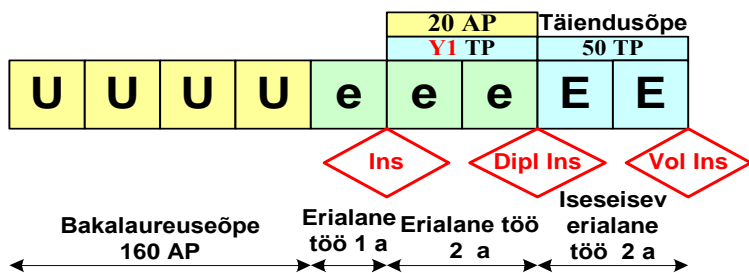 20 AP Täiendusõpe
Y1 TP 50 TP
U U U U e e e E E
Ins Dipl Ins Vol Ins
Bakalaureuseõpe
160 AP
Erialane
töö 1 a
Erialane töö
2 a
Iseseisev
erialane
töö 2 a